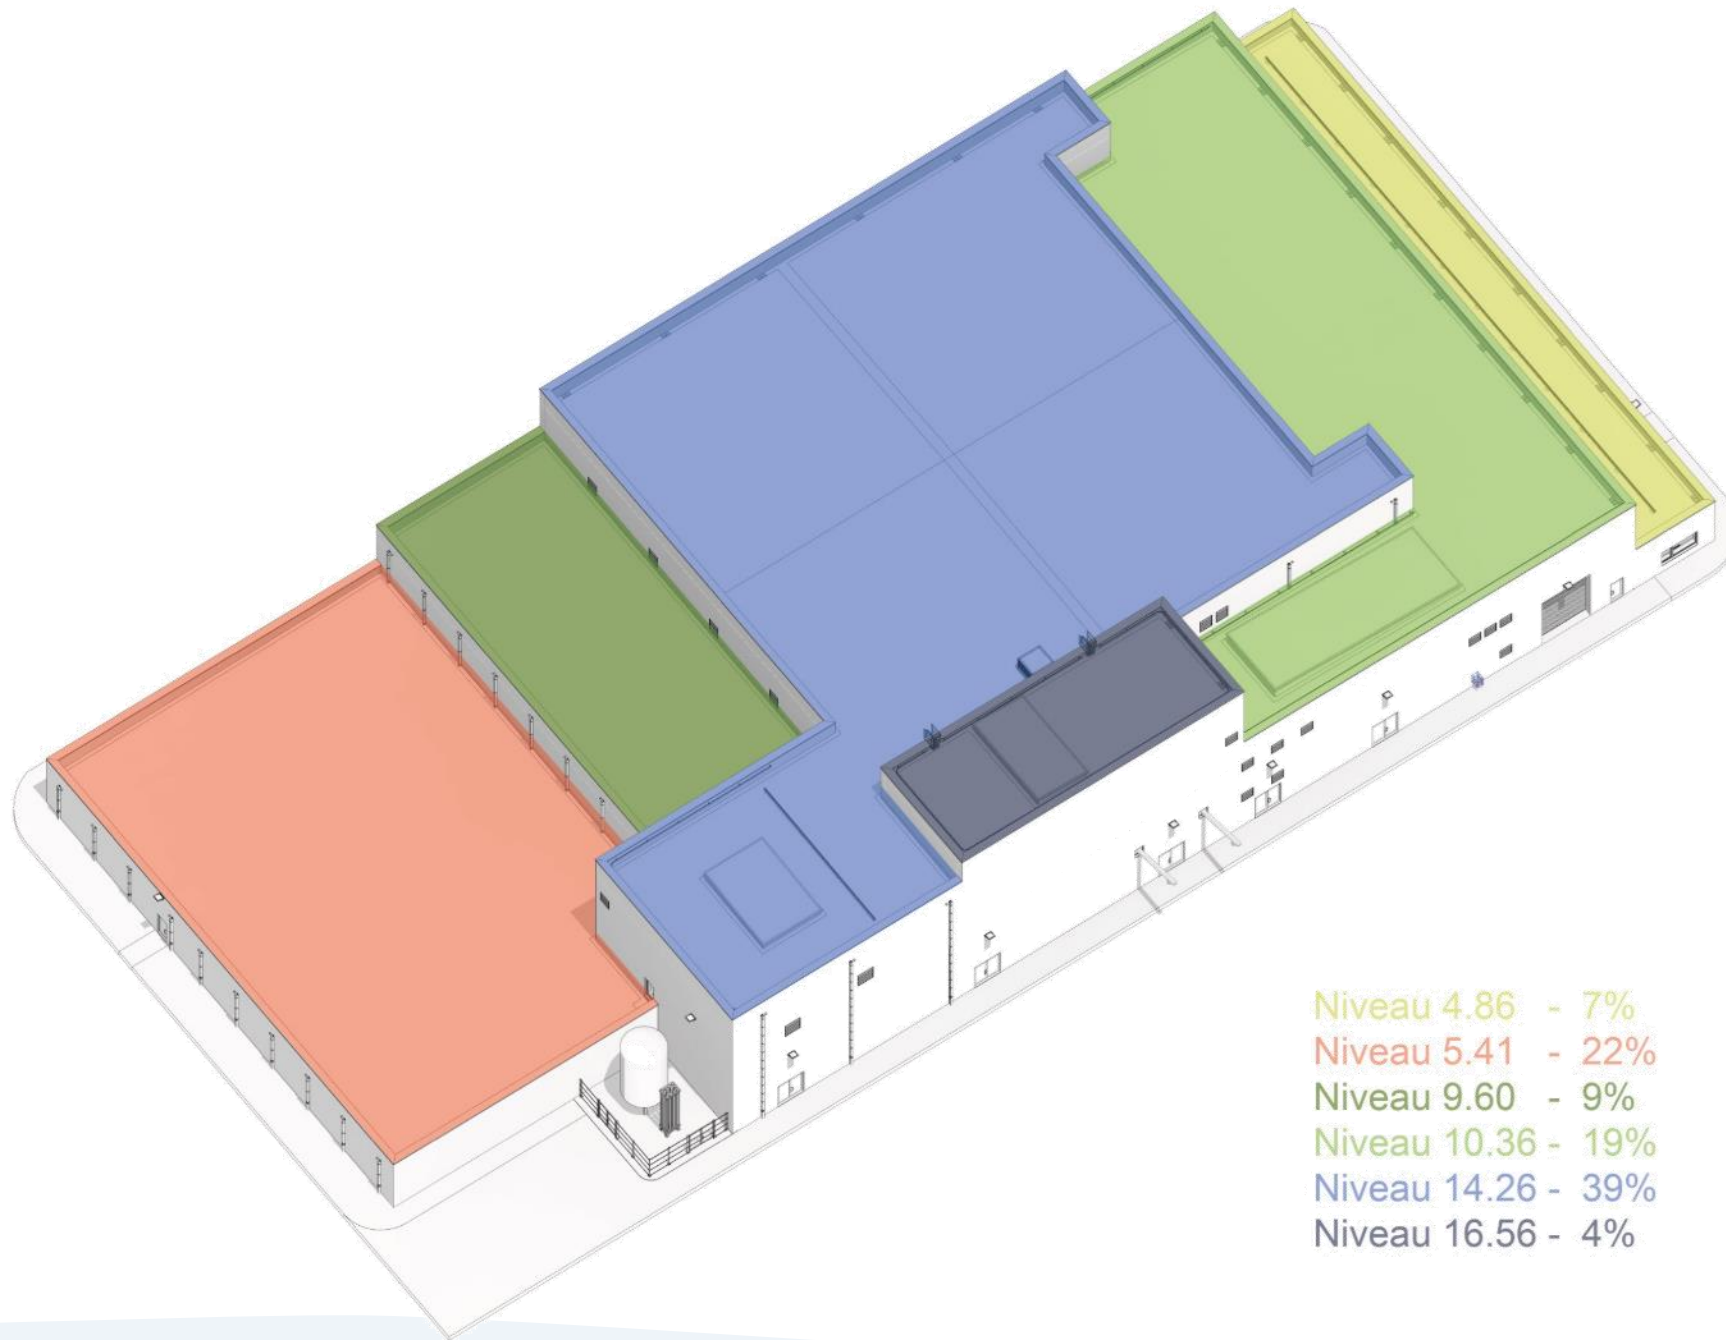 Niveau 4.86 - 7%
Niveau 5.41 - 22%
Niveau 9.60 - 9%
Niveau 10.36 - 19%
Niveau 14.26 - 39%
Niveau 16.56 - 4%